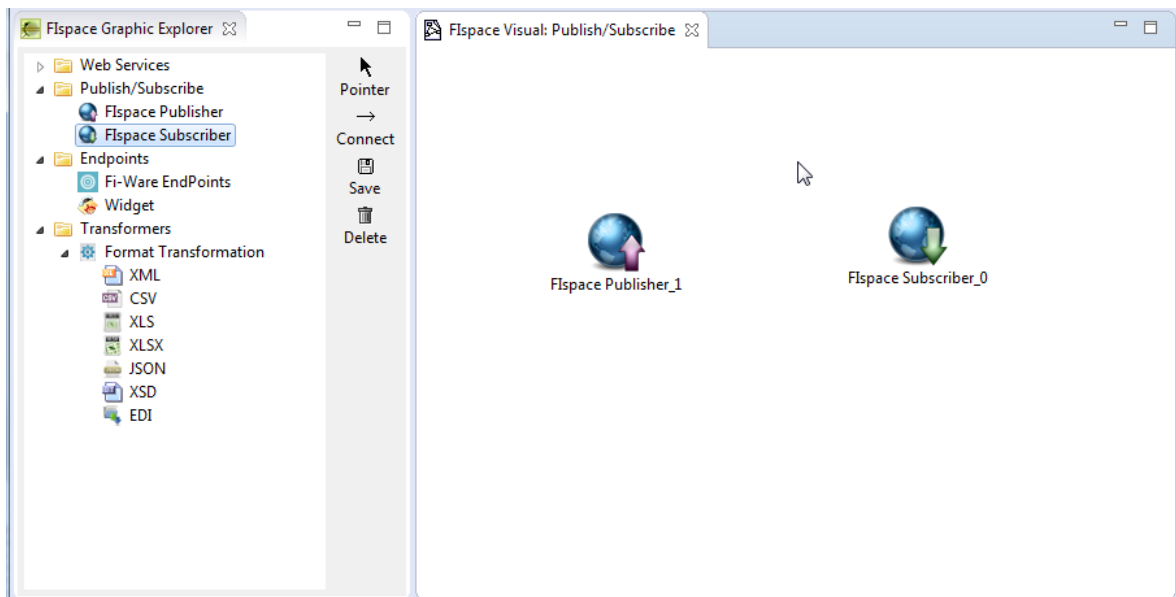 FIspace Graphic Explorer
Web Services
Publish/Subscribe
FIspace Publisher
FIspace Subscriber
Endpoints
Fi-Ware EndPoints
Widget
Transformers
Format Transformation
XML
CSV
XLS
XLSX
JSON
XSD
EDI
Pointer
Connect
Save
Delete
FIspace Visual: Publish/Subscribe
FIspace Publisher_1
FIspace Subscriber_0